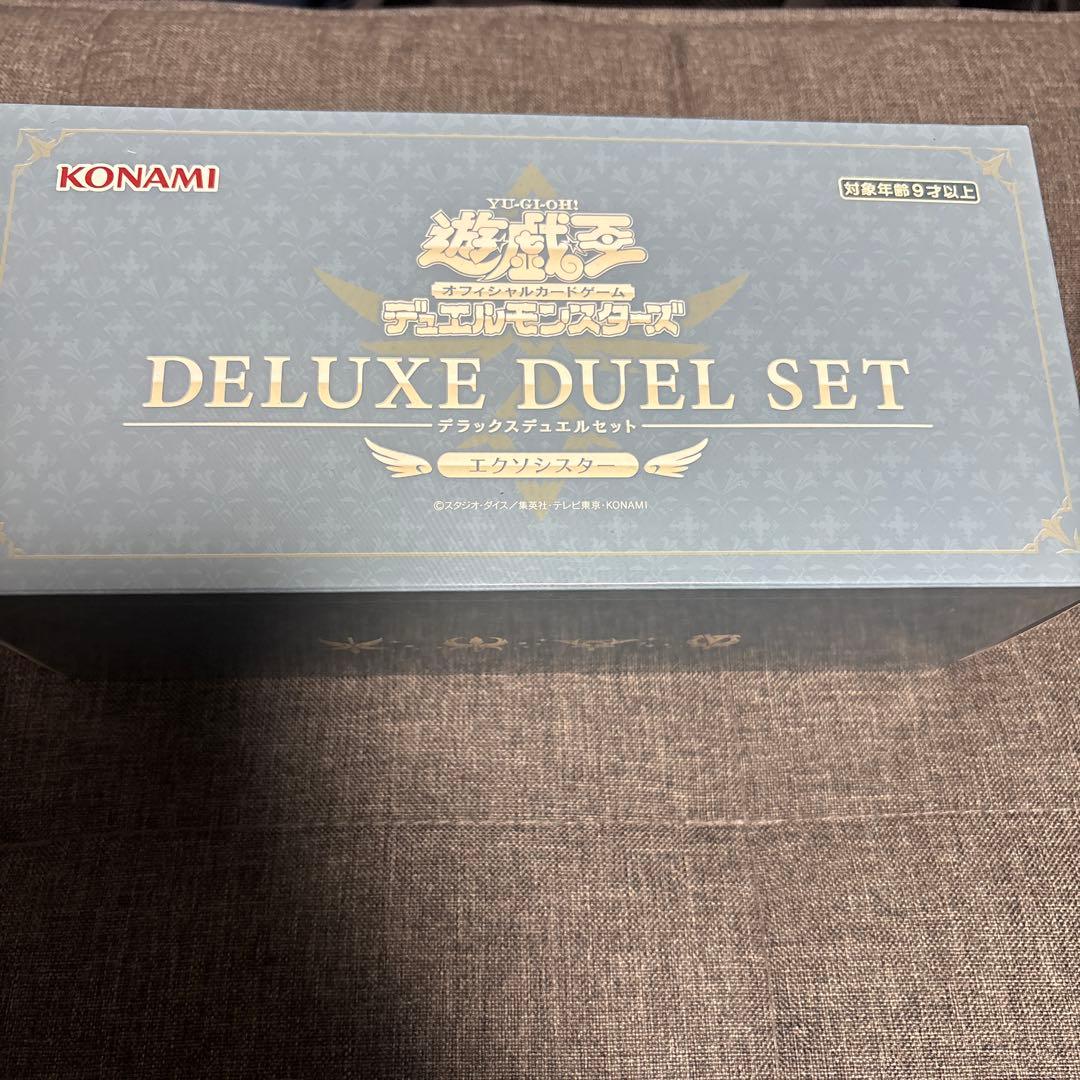 KONAMI
対象年齢9才以上
YU-GI-OH!
遊戯王
オフィシャルカードゲーム
デュエルモンスターズ
DELUXE DUEL SET
デラックスデュエルセット
エクソシスター
©スタジオ・ダイス／集英社・テレビ東京・KONAMI